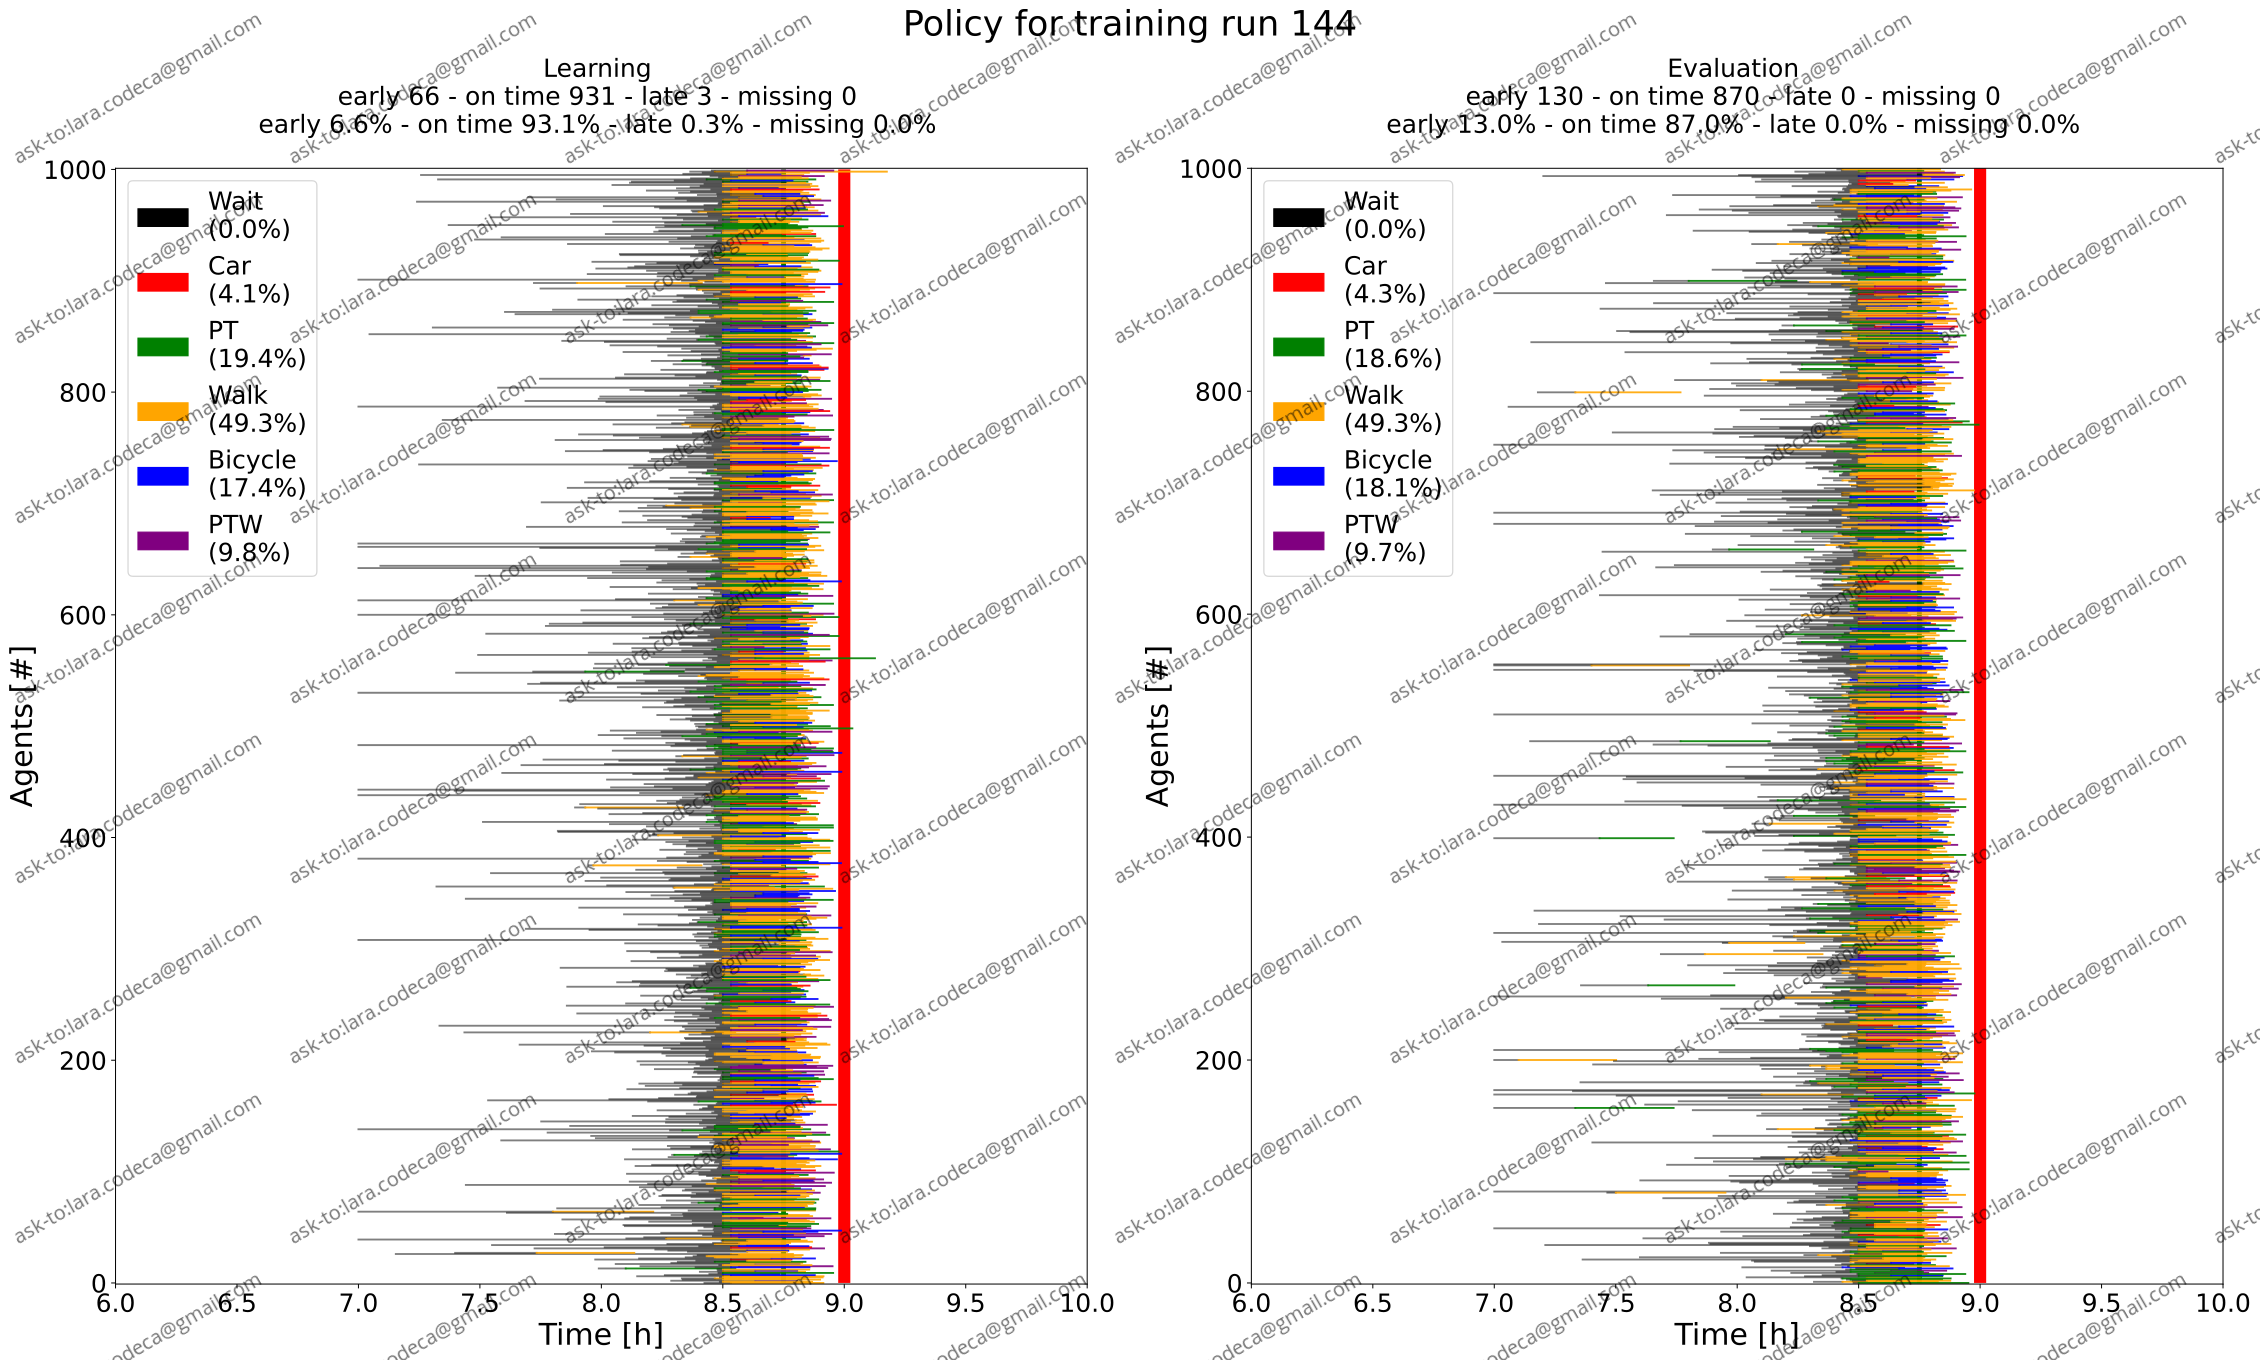 Policy for training run 144
Learning
early 66 - on time 931 - late 3 - missing 0
early 6.6% - on time 93.1% - late 0.3% - missing 0.0%
1000
800
600
400
200
0
Agents [#]
Wait
(0.0%)
Car
(4.1%)
PT
(19.4%)
Walk
(49.3%)
Bicycle
(17.4%)
PTW
(9.8%)
6.0 6.5 7.0 7.5 8.0 8.5 9.0 9.5 10.0
Time [h]
Evaluation
early 130 - on time 870 - late 0 - missing 0
early 13.0% - on time 87.0% - late 0.0% - missing 0.0%
1000
800
600
400
200
0
Agents [#]
Wait
(0.0%)
Car
(4.3%)
PT
(18.6%)
Walk
(49.3%)
Bicycle
(18.1%)
PTW
(9.7%)
6.0 6.5 7.0 7.5 8.0 8.5 9.0 9.5 10.0
Time [h]
ask-to:lara.codeca@gmail.com